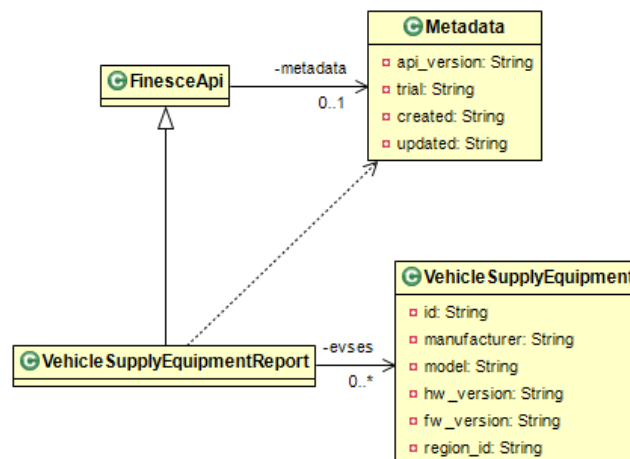 Metadata
api_version: String
trial: String
created: String
updated: String
FinesceApi
-metadata
0..1
VehicleSupplyEquipment
id: String
manufacturer: String
model: String
hw_version: String
fw_version: String
region_id: String
VehicleSupplyEquipmentReport
-evses
0..*